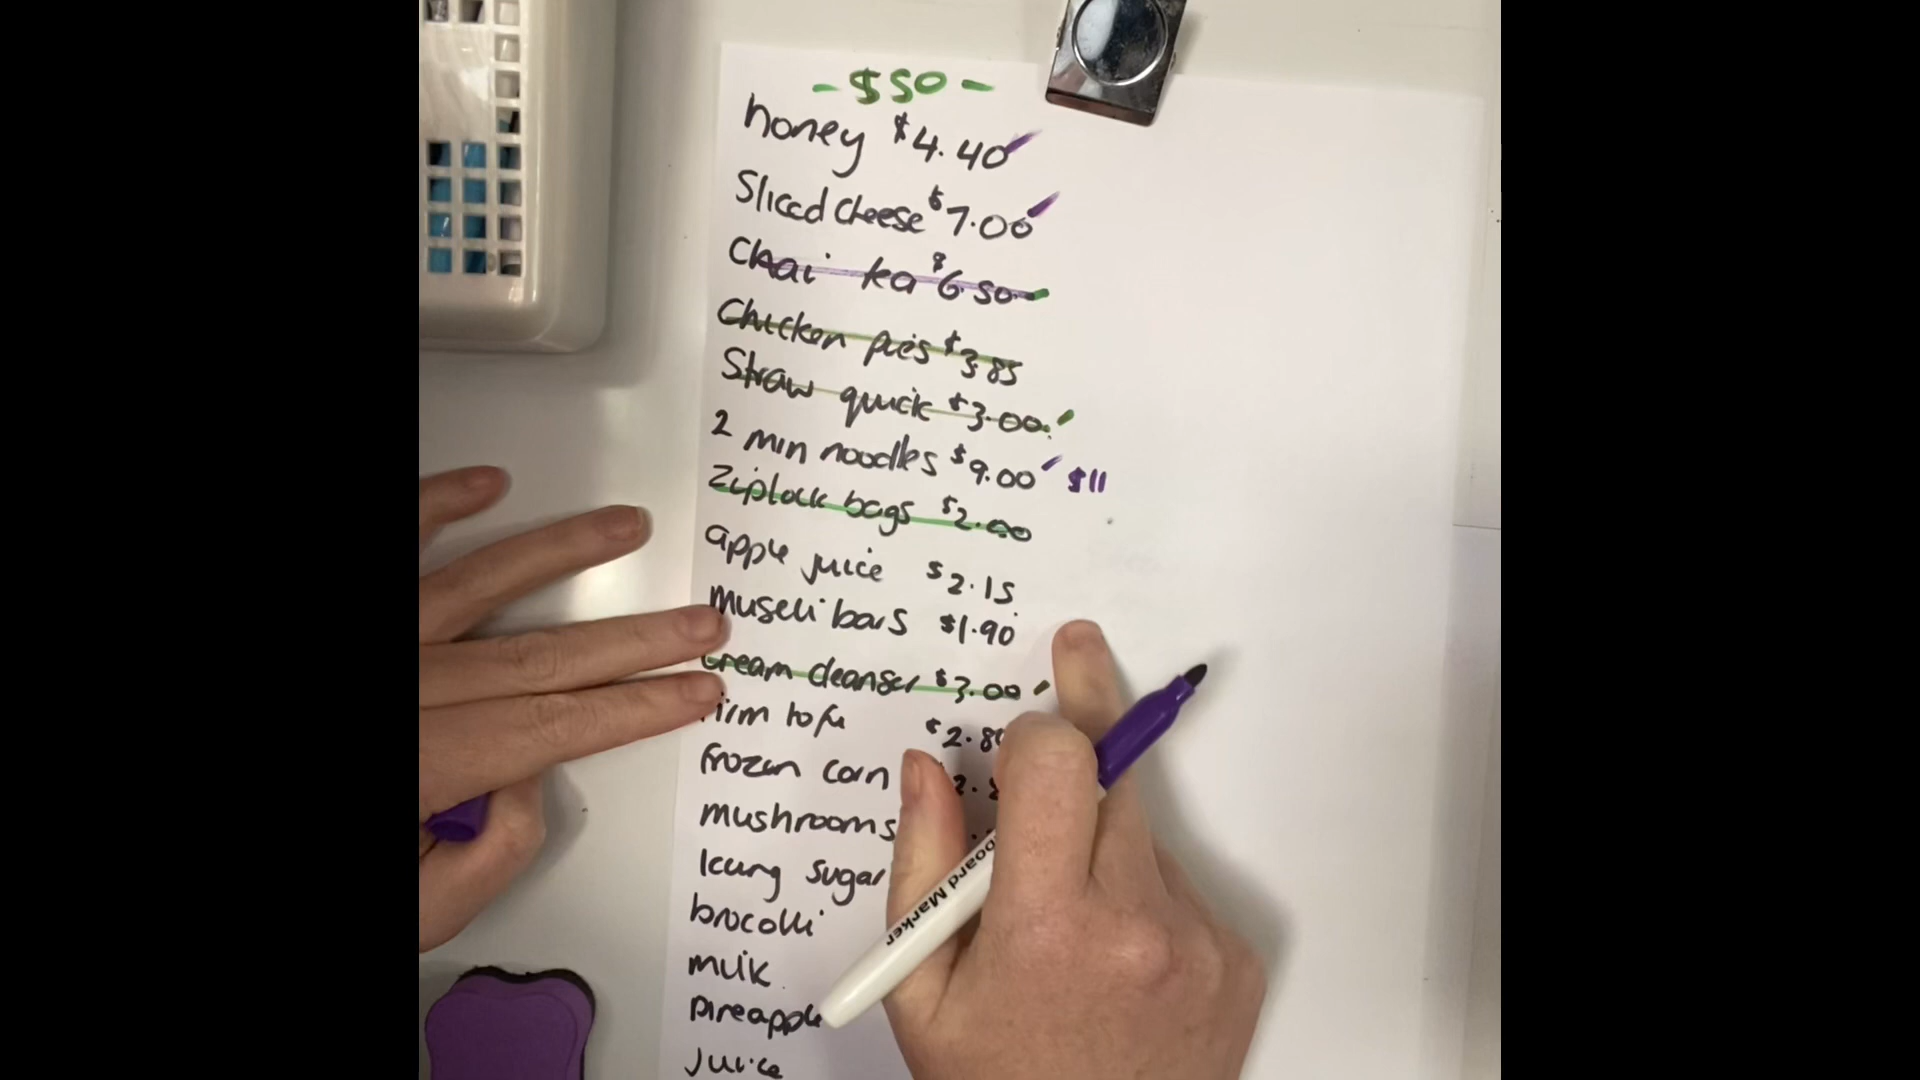 - $50 -
honey $4.40
Sliced Cheese $7.00
Chai tea $6.50
Chicken pies $3.85
Straw quick $3.00
2 min noodles $9.00 $11
Ziplock bags $2.00
apple juice $2.15
museli bars $1.90
Cream cleanser $3.00
firm tofu $2.80
frozen corn
mushrooms
Icing sugar
brocolli
milk
Pineapple
juice
board Marker